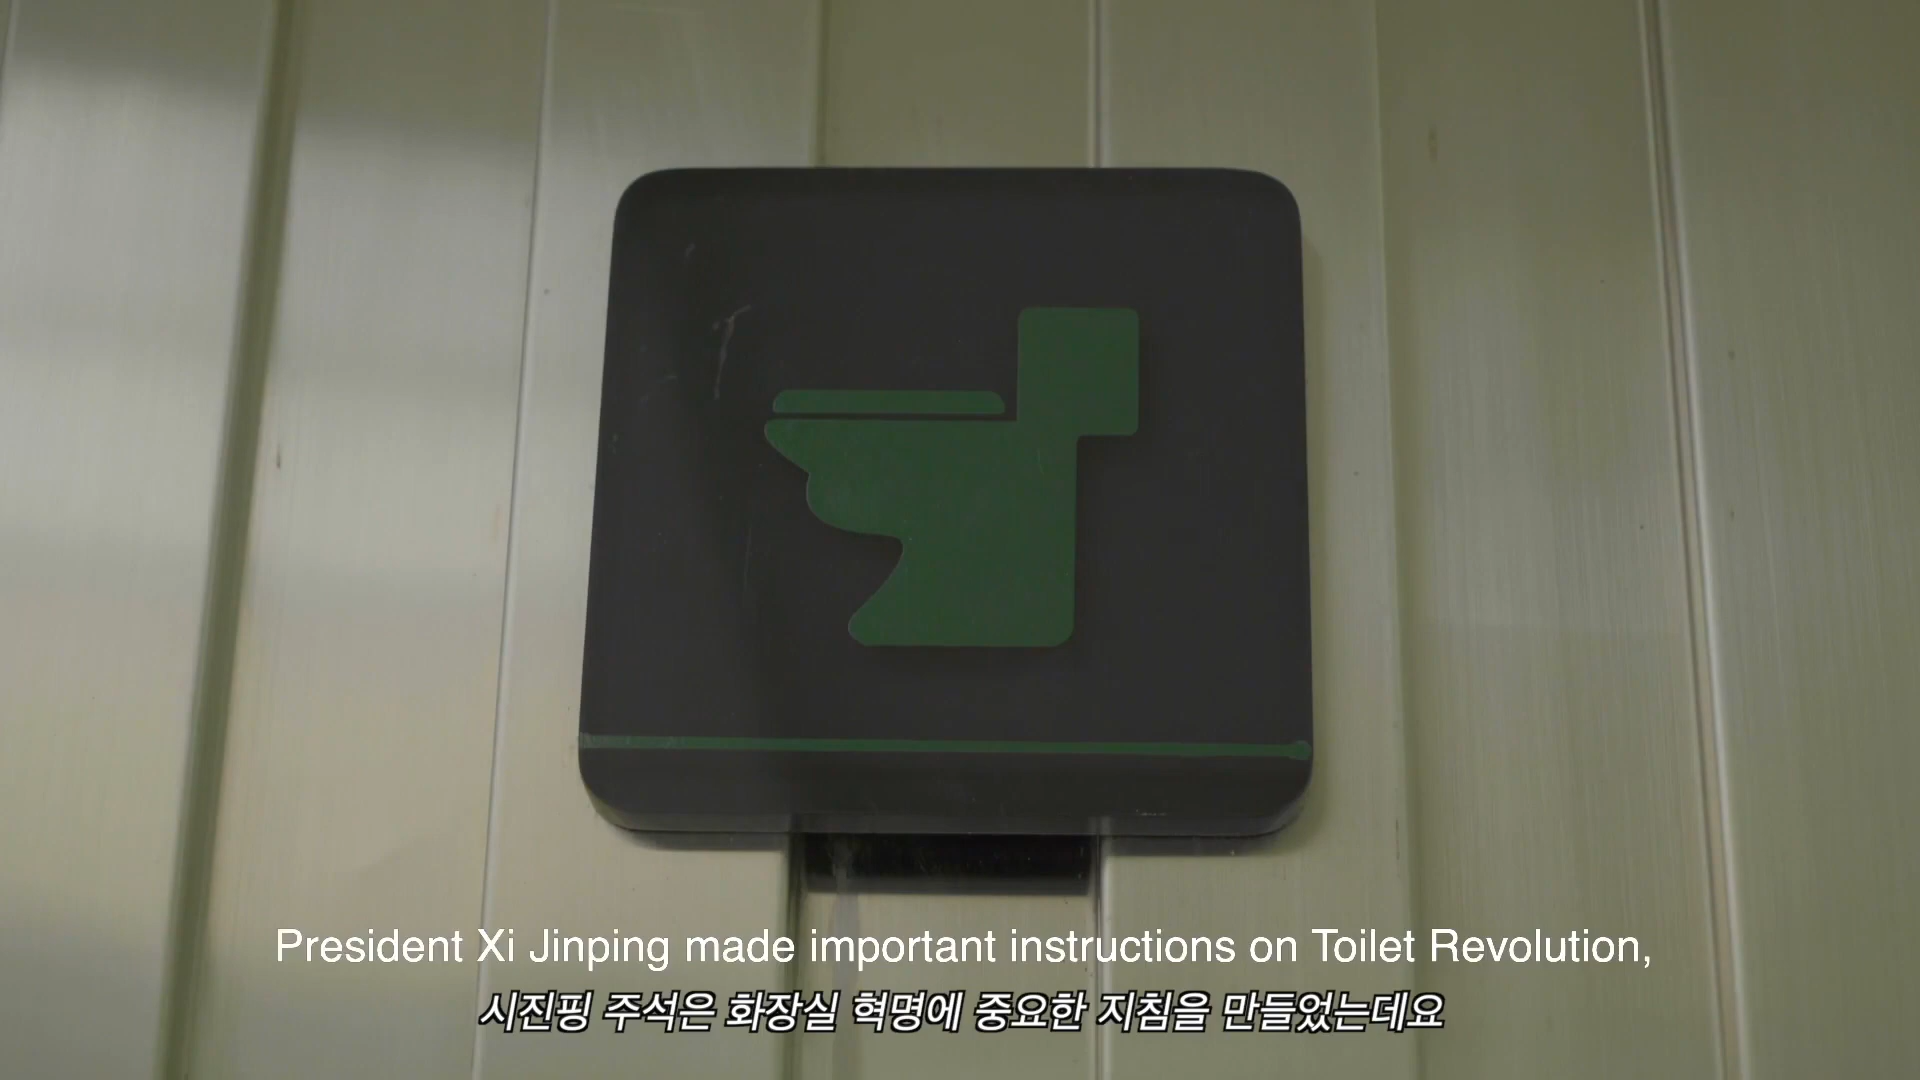 President Xi Jinping made important instructions on Toilet Revolution,
시진핑 주석은 화장실 혁명에 중요한 지침을 만들었는데요